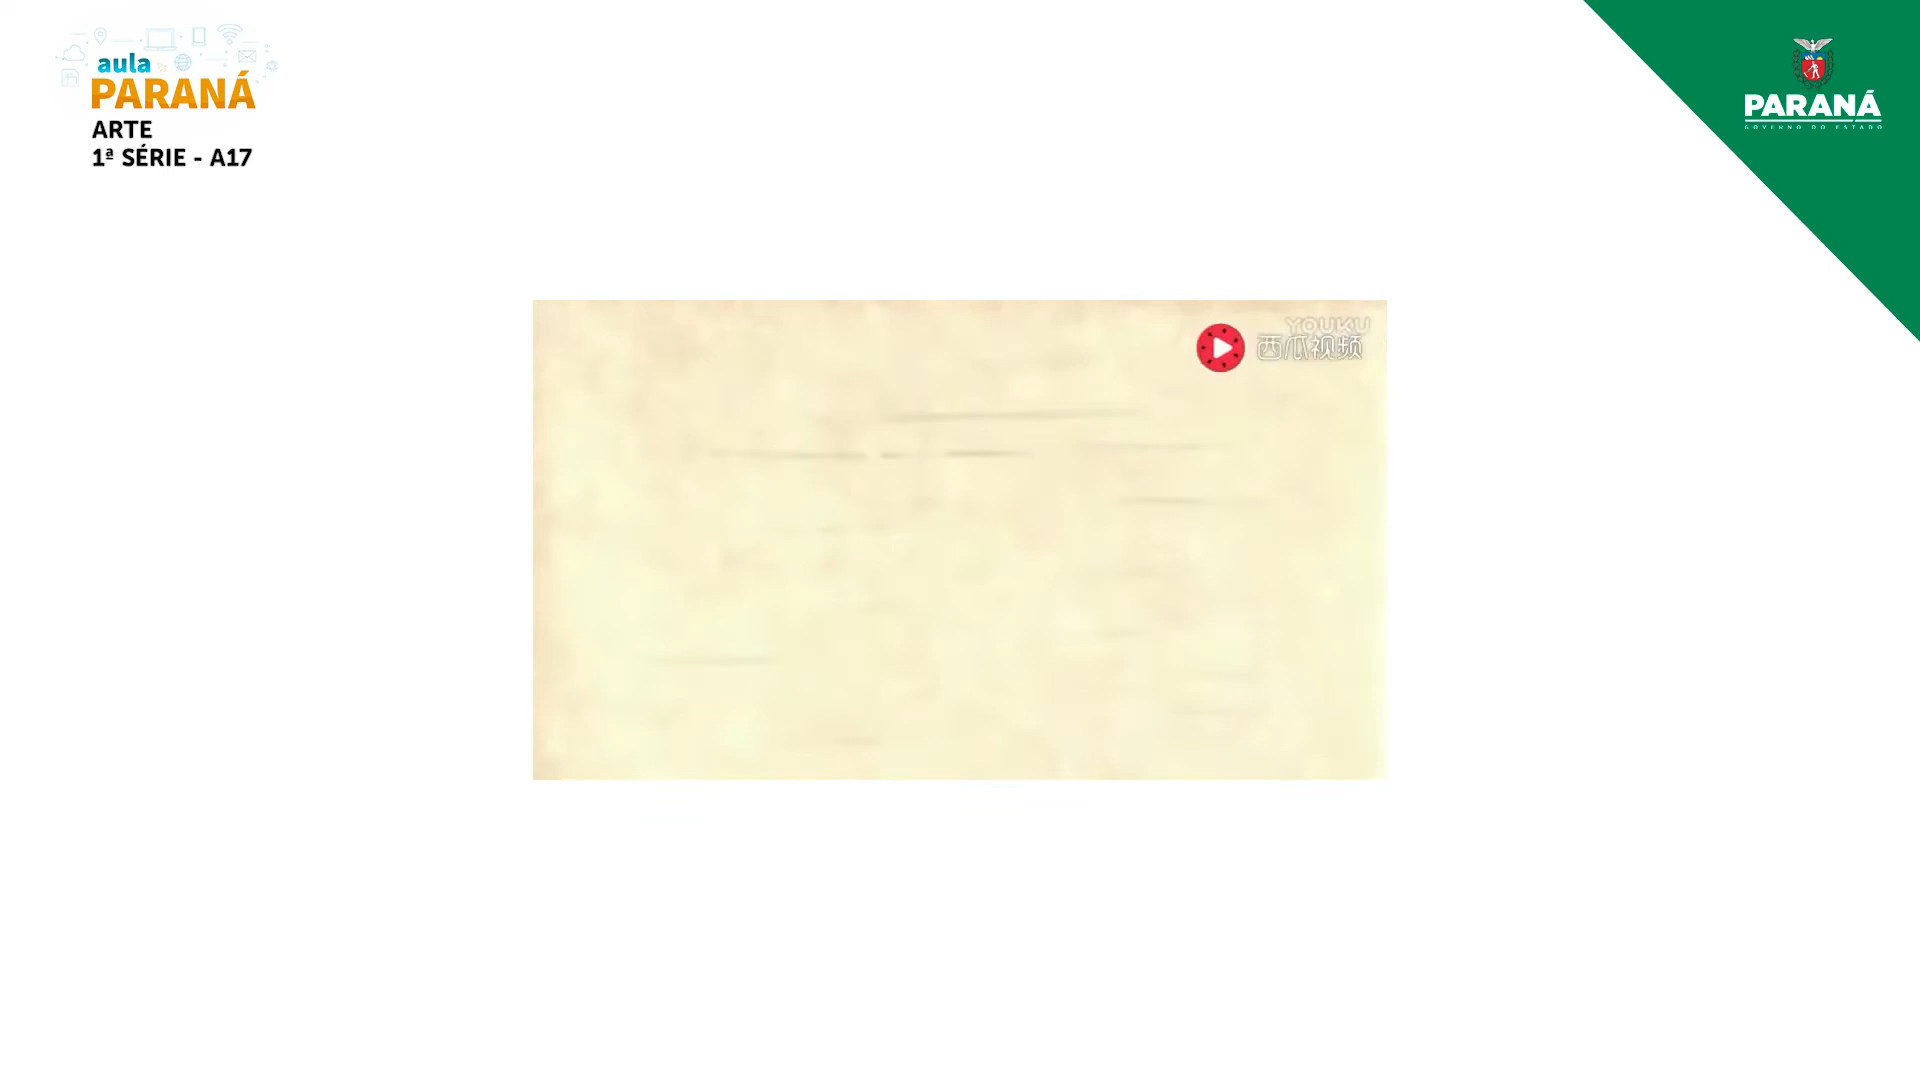 aula
PARANÁ
ARTE
1ª SÉRIE - A17
PARANÁ
GOVERNO DO ESTADO
YOUKU
西瓜视频